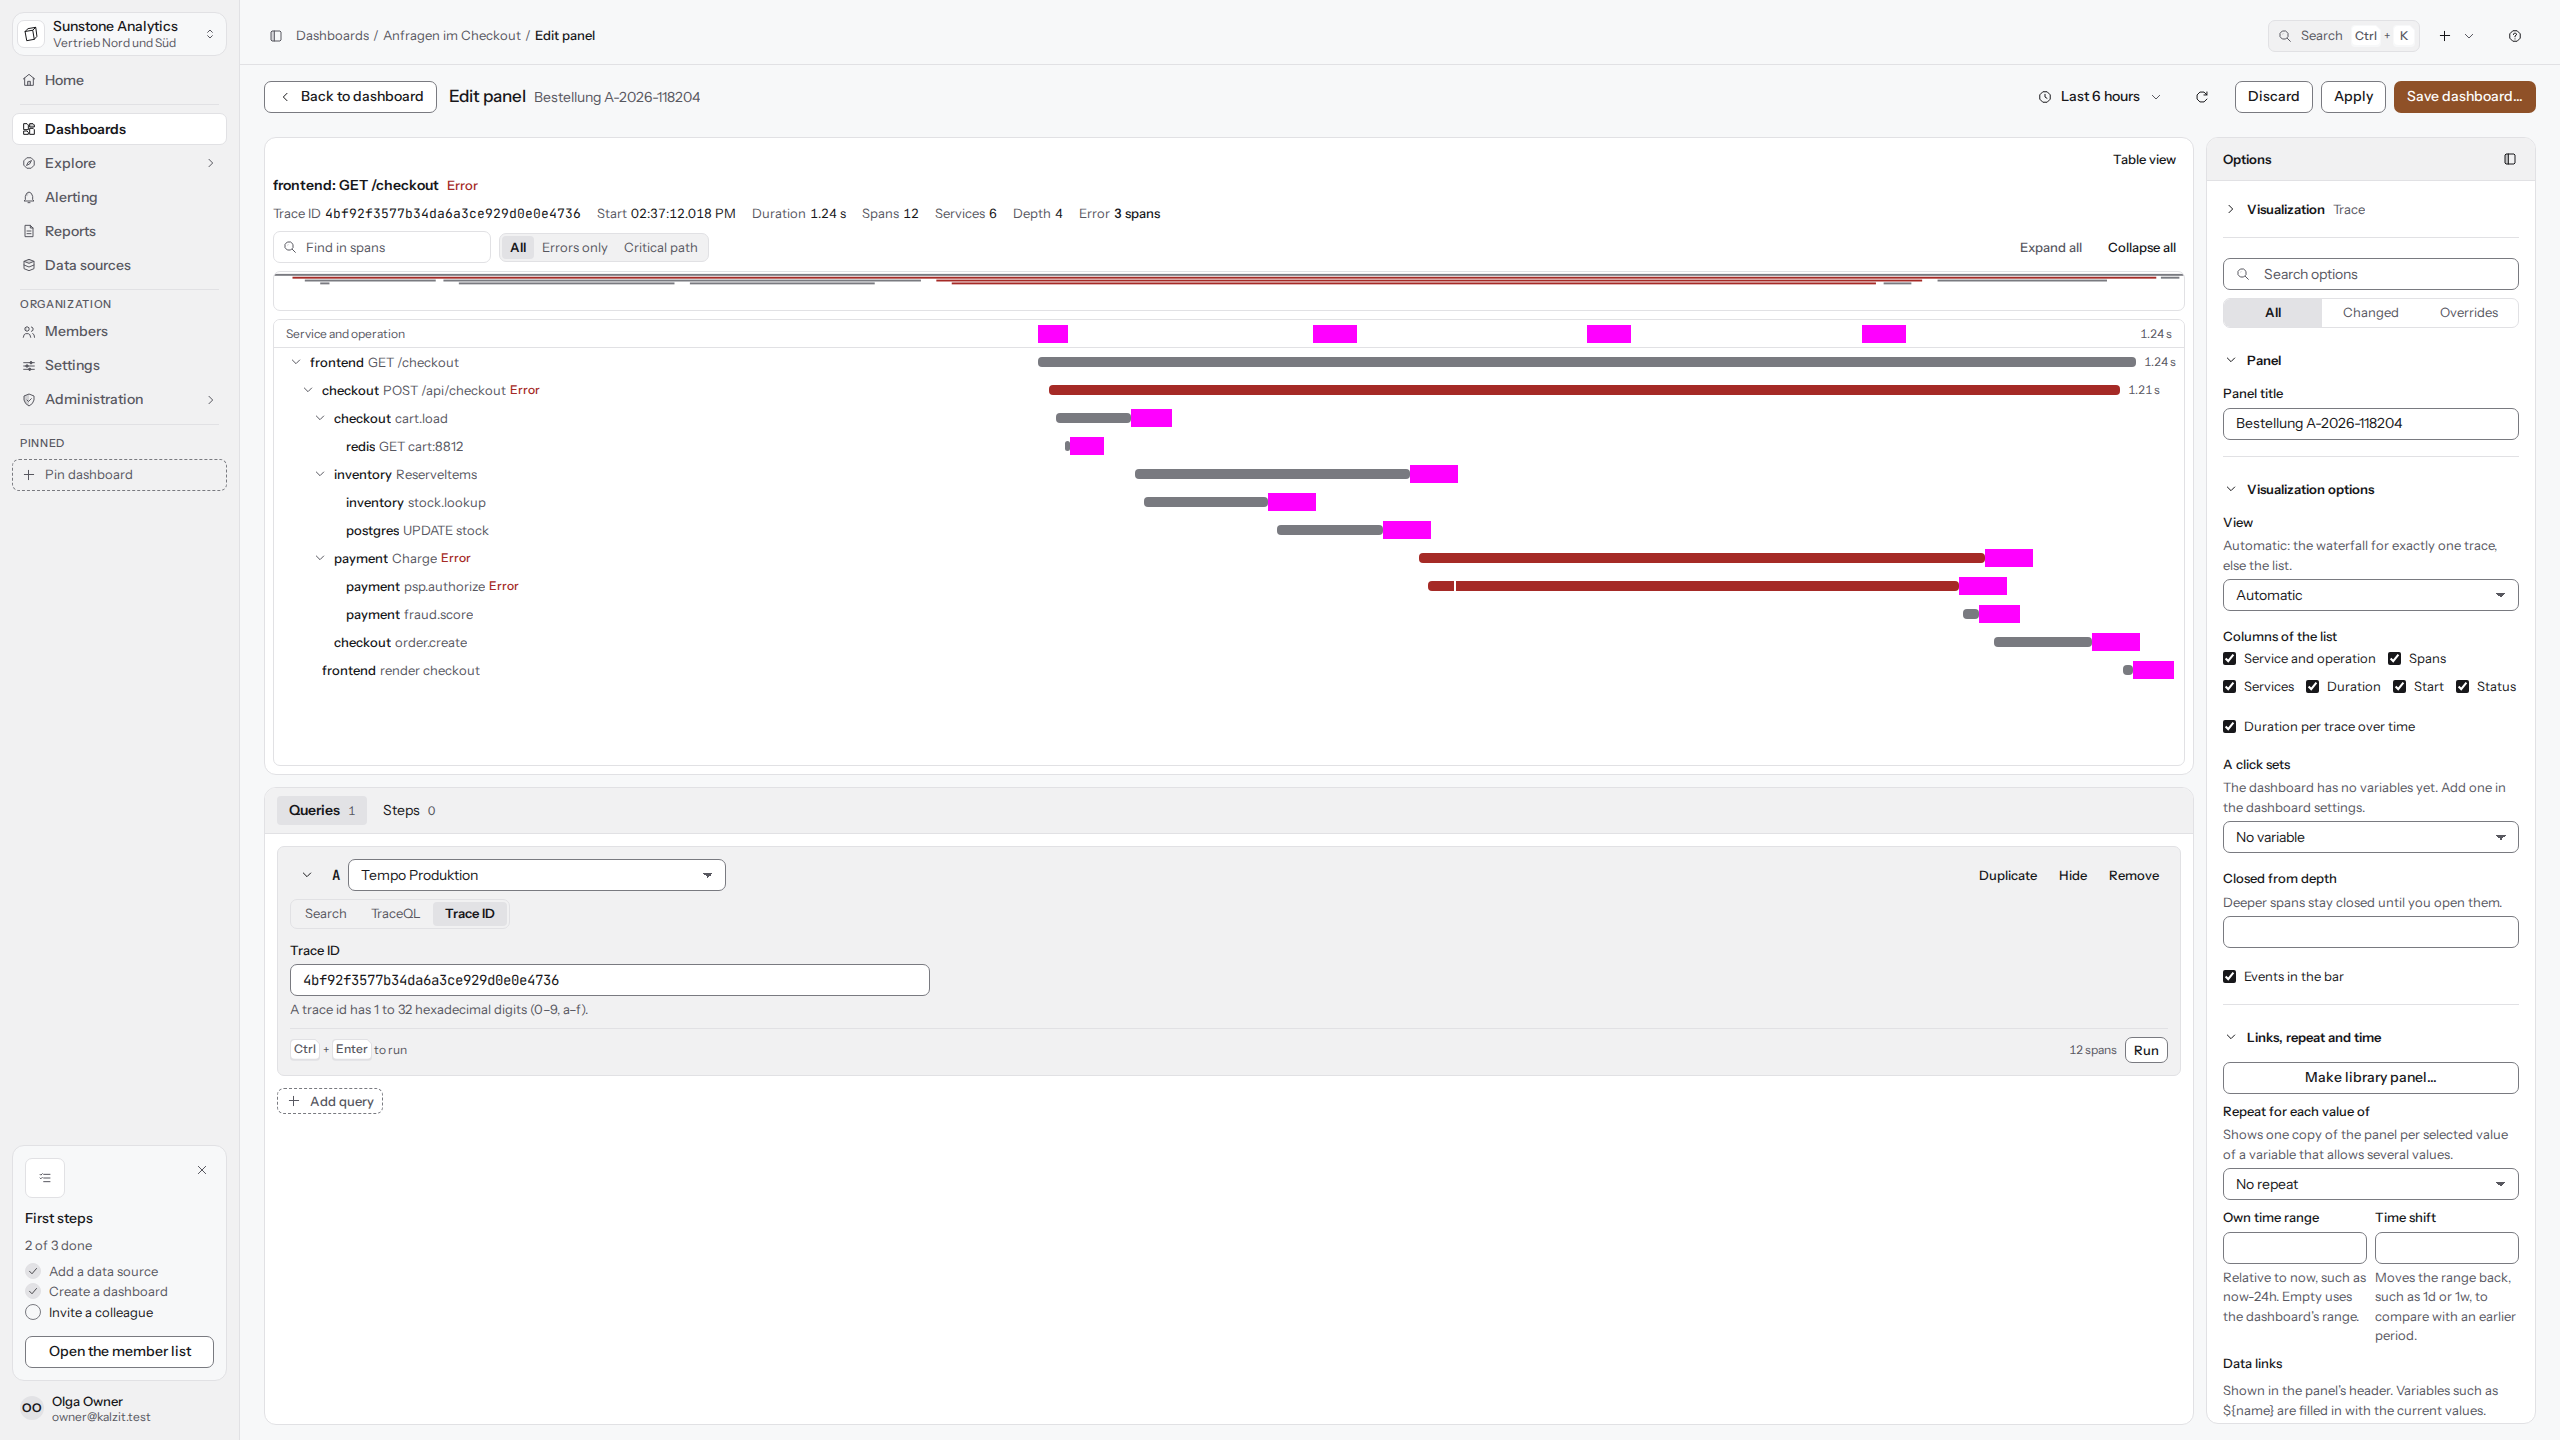 Sunstone Analytics
Vertrieb Nord und Süd
Home
Dashboards
Explore
Alerting
Reports
Data sources
ORGANIZATION
Members
Settings
Administration
PINNED
Pin dashboard
First steps
2 of 3 done
Add a data source
Create a dashboard
Invite a colleague
Open the member list
OO Olga Owner
owner@kalzit.test
Dashboards / Anfragen im Checkout / Edit panel
Search Ctrl + K
Back to dashboard Edit panel Bestellung A-2026-118204
Last 6 hours Discard Apply Save dashboard...
Table view
frontend: GET /checkout Error
Trace ID 4bf92f3577b34da6a3ce929d0e0e4736 Start 02:37:12.018 PM Duration 1.24 s Spans 12 Services 6 Depth 4 Error 3 spans
Find in spans All Errors only Critical path Expand all Collapse all
Service and operation 1.24 s
frontend GET /checkout 1.24 s
checkout POST /api/checkout Error 1.21 s
checkout cart.load
redis GET cart:8812
inventory ReserveItems
inventory stock.lookup
postgres UPDATE stock
payment Charge Error
payment psp.authorize Error
payment fraud.score
checkout order.create
frontend render checkout
Queries 1 Steps 0
A Tempo Produktion Duplicate Hide Remove
Search TraceQL Trace ID
Trace ID
4bf92f3577b34da6a3ce929d0e0e4736
A trace id has 1 to 32 hexadecimal digits (0–9, a–f).
Ctrl + Enter to run 12 spans Run
Add query
Options
Visualization Trace
Search options
All Changed Overrides
Panel
Panel title
Bestellung A-2026-118204
Visualization options
View
Automatic: the waterfall for exactly one trace,
else the list.
Automatic
Columns of the list
Service and operation Spans
Services Duration Start Status
Duration per trace over time
A click sets
The dashboard has no variables yet. Add one in
the dashboard settings.
No variable
Closed from depth
Deeper spans stay closed until you open them.
Events in the bar
Links, repeat and time
Make library panel...
Repeat for each value of
Shows one copy of the panel per selected value
of a variable that allows several values.
No repeat
Own time range Time shift
Relative to now, such as Moves the range back,
now-24h. Empty uses such as 1d or 1w, to
the dashboard's range. compare with an earlier
period.
Data links
Shown in the panel's header. Variables such as
${name} are filled in with the current values.